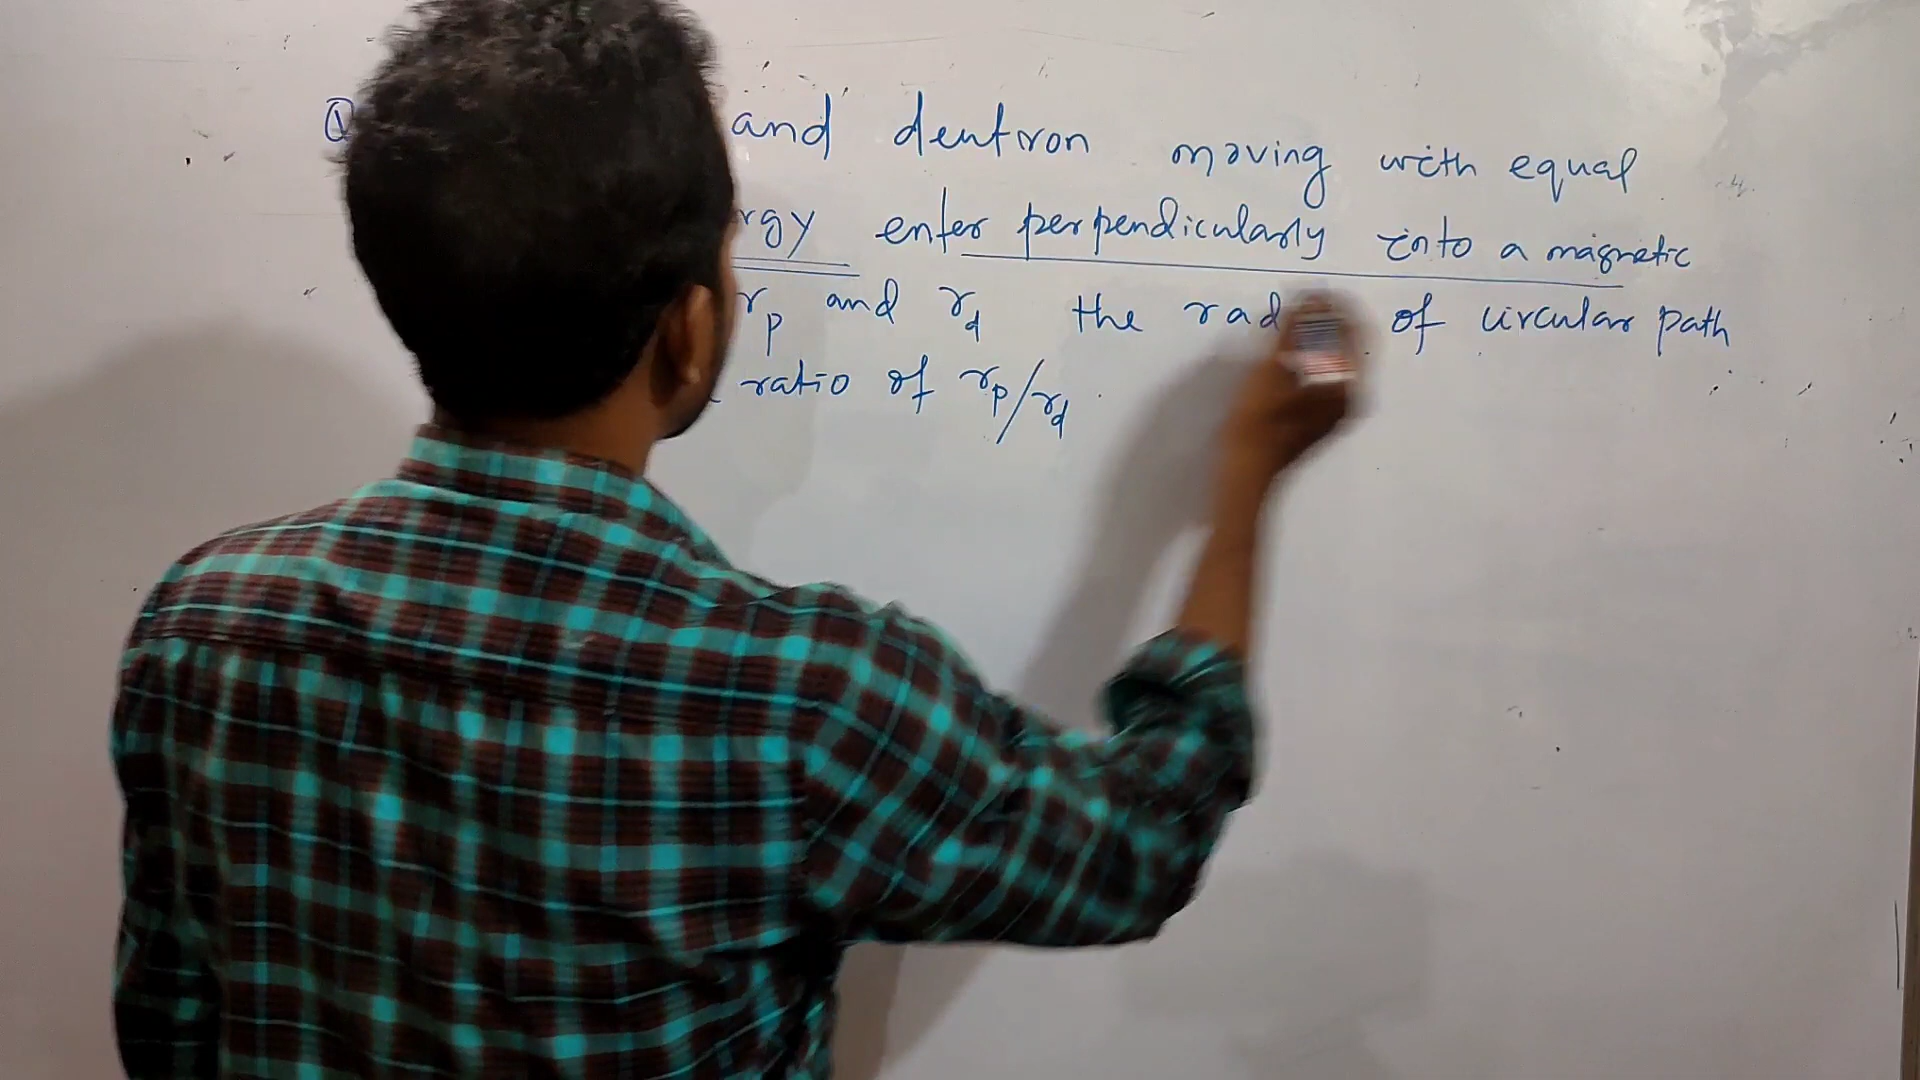 Q and deutron moving with equal
enter perpendicularly into a magnetic
rp and rd the rad of circular path
ratio of rp/rd.